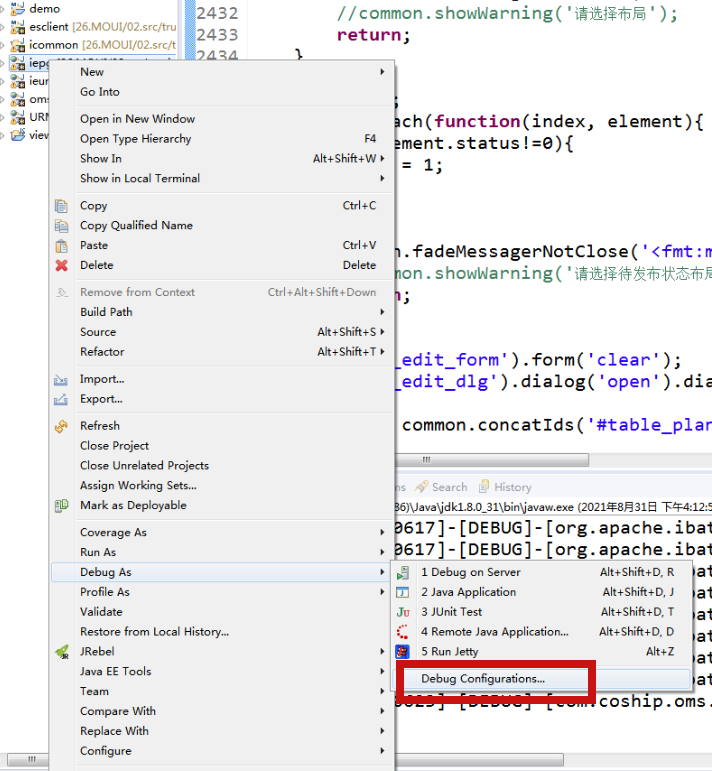 demo
esclient [26.MOUI/02.src/tru
icommon [26.MOUI/02.src/t
iepg
ieur
oms
URM
view
2432 //common.showWarning('请选择布局');
2433 return;
2434 }
;
ach(function(index, element){
ement.status!=0){
= 1;
n.fadeMessagerNotClose('<fmt:m
mon.showWarning('请选择待发布状态布局
n;
_edit_form').form('clear');
_edit_dlg').dialog('open').dia
common.concatIds('#table_plan
New
Go Into
Open in New Window
Open Type Hierarchy F4
Show In Alt+Shift+W
Show in Local Terminal
Copy Ctrl+C
Copy Qualified Name
Paste Ctrl+V
Delete Delete
Remove from Context Ctrl+Alt+Shift+Down
Build Path
Source Alt+Shift+S
Refactor Alt+Shift+T
Import...
Export...
Refresh
Close Project
Close Unrelated Projects
Assign Working Sets...
Mark as Deployable
Coverage As
Run As
Debug As
Profile As
Validate
Restore from Local History...
JRebel
Java EE Tools
Team
Compare With
Replace With
Configure
ms Search History
86)\Java\jdk1.8.0_31\bin\javaw.exe (2021年8月31日 下午4:12:5
0617]-[DEBUG]-[org.apache.ibat
0617]-[DEBUG]-[org.apache.ibat
1 Debug on Server Alt+Shift+D, R
2 Java Application Alt+Shift+D, J
3 JUnit Test Alt+Shift+D, T
4 Remote Java Application... Alt+Shift+D, D
5 Run Jetty Alt+Z
Debug Configurations...
bat
bat
bat
bat
bat
bat
]-[DEBUG]-[com.coship.oms.